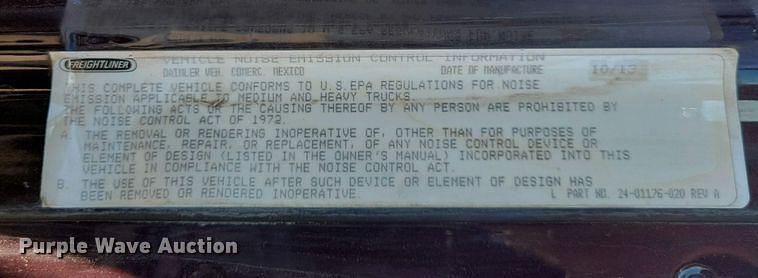 FREIGHTLINER
VEHICLE NOISE EMISSION CONTROL INFORMATION
DAIMLER VEH. COMERC. MEXICO DATE OF MANUFACTURE 10/13
THIS COMPLETE VEHICLE CONFORMS TO U.S.EPA REGULATIONS FOR NOISE
EMISSION APPLICABLE TO MEDIUM AND HEAVY TRUCKS.
THE FOLLOWING ACTS OR THE CAUSING THEREOF BY ANY PERSON ARE PROHIBITED BY
THE NOISE CONTROL ACT OF 1972.
A. THE REMOVAL OR RENDERING INOPERATIVE OF, OTHER THAN FOR PURPOSES OF
MAINTENANCE, REPAIR, OR REPLACEMENT, OF ANY NOISE CONTROL DEVICE OR
ELEMENT OF DESIGN (LISTED IN THE OWNER'S MANUAL) INCORPORATED INTO THIS
VEHICLE IN COMPLIANCE WITH THE NOISE CONTROL ACT.
B. THE USE OF THIS VEHICLE AFTER SUCH DEVICE OR ELEMENT OF DESIGN HAS
BEEN REMOVED OR RENDERED INOPERATIVE. L PART NO. 24-01176-020 REV A
Purple Wave Auction